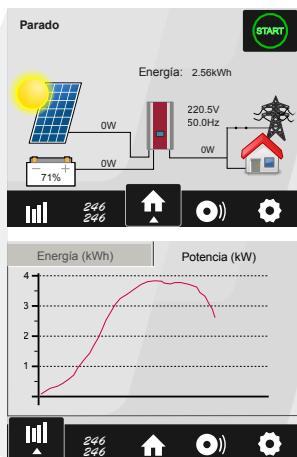 Parado
START
Energía: 2.56kWh
220.5V
50.0Hz
0W
0W
0W
71%
246
246
Energía (kWh)
Potencia (kW)
4
3
2
1
246
246